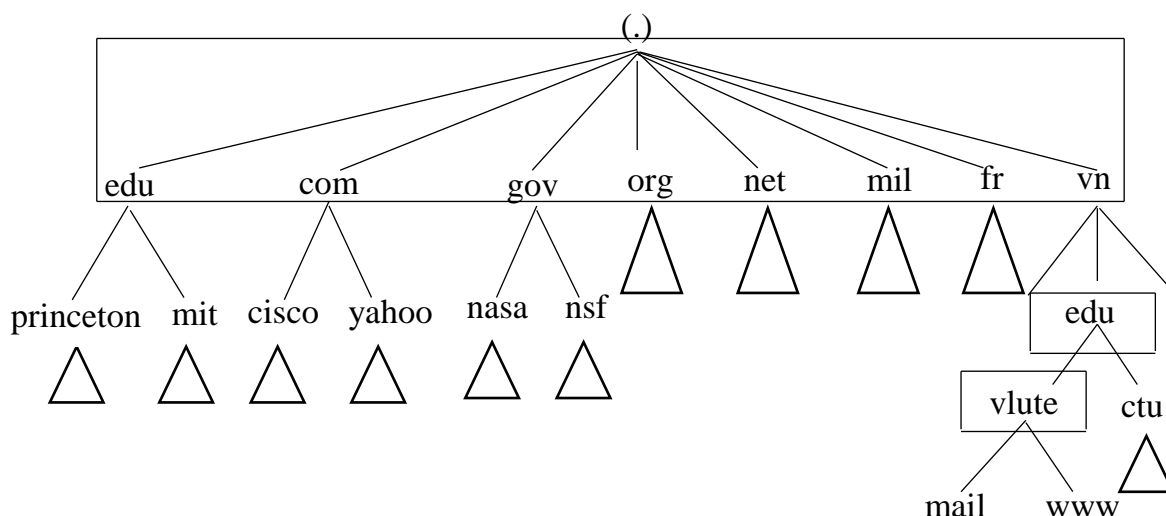 (.)
edu com gov org net mil fr vn
princeton mit cisco yahoo nasa nsf edu
vlute ctu
mail www